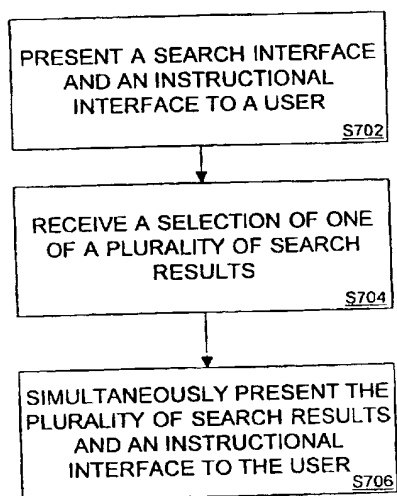 PRESENT A SEARCH INTERFACE
AND AN INSTRUCTIONAL
INTERFACE TO A USER
S702
RECEIVE A SELECTION OF ONE
OF A PLURALITY OF SEARCH
RESULTS
S704
SIMULTANEOUSLY PRESENT THE
PLURALITY OF SEARCH RESULTS
AND AN INSTRUCTIONAL
INTERFACE TO THE USER
S706